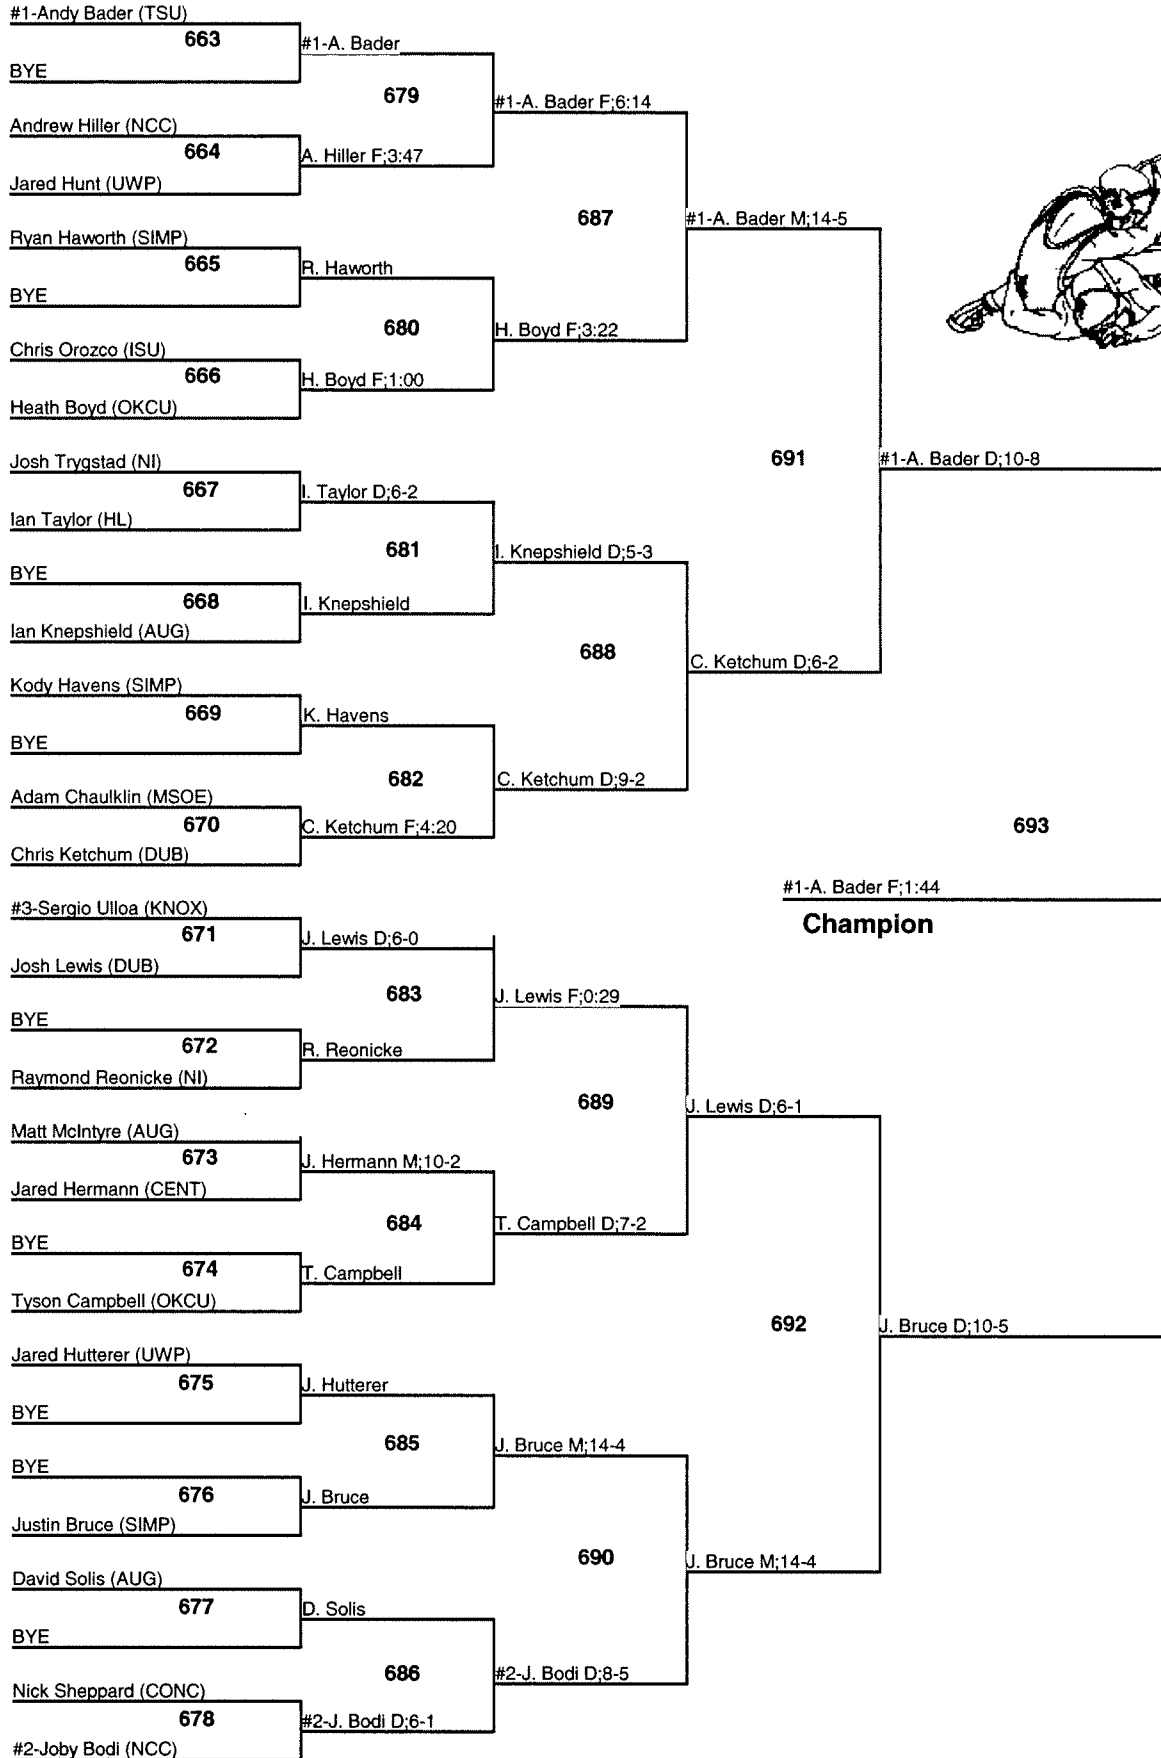 #1-Andy Bader (TSU)
663
#1-A. Bader
BYE
679
#1-A. Bader F;6:14
Andrew Hiller (NCC)
664
A. Hiller F;3:47
Jared Hunt (UWP)
687
#1-A. Bader M;14-5
Ryan Haworth (SIMP)
665
R. Haworth
BYE
680
H. Boyd F;3:22
Chris Orozco (ISU)
666
H. Boyd F;1:00
Heath Boyd (OKCU)
691
#1-A. Bader D;10-8
Josh Trygstad (NI)
667
I. Taylor D;6-2
Ian Taylor (HL)
681
I. Knepshield D;5-3
BYE
668
I. Knepshield
Ian Knepshield (AUG)
688
C. Ketchum D;6-2
Kody Havens (SIMP)
669
K. Havens
BYE
682
C. Ketchum D;9-2
Adam Chaulklin (MSOE)
670
C. Ketchum F;4:20
Chris Ketchum (DUB)
693
#1-A. Bader F;1:44
Champion
#3-Sergio Ulloa (KNOX)
671
J. Lewis D;6-0
Josh Lewis (DUB)
683
J. Lewis F;0:29
BYE
672
R. Reonicke
Raymond Reonicke (NI)
689
J. Lewis D;6-1
Matt McIntyre (AUG)
673
J. Hermann M;10-2
Jared Hermann (CENT)
684
T. Campbell D;7-2
BYE
674
T. Campbell
Tyson Campbell (OKCU)
692
J. Bruce D;10-5
Jared Hutterer (UWP)
675
J. Hutterer
BYE
685
J. Bruce M;14-4
BYE
676
J. Bruce
Justin Bruce (SIMP)
690
J. Bruce M;14-4
David Solis (AUG)
677
D. Solis
BYE
686
#2-J. Bodi D;8-5
Nick Sheppard (CONC)
678
#2-J. Bodi D;6-1
#2-Joby Bodi (NCC)